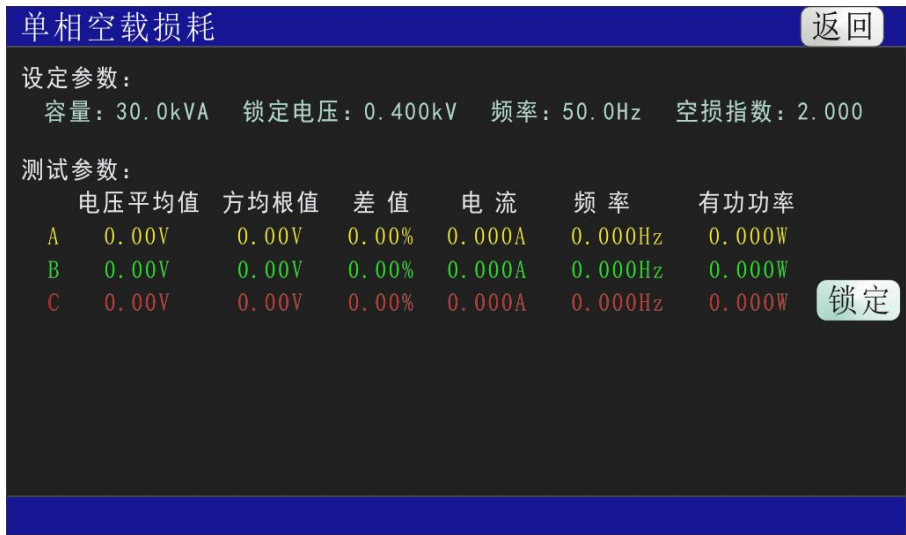 单相空载损耗 返回
设定参数:
容量: 30.0kVA 锁定电压: 0.400kV 频率: 50.0Hz 空损指数: 2.000
测试参数:
电压平均值 方均根值 差值 电流 频率 有功功率
A 0.00V 0.00V 0.00% 0.000A 0.000Hz 0.000W
B 0.00V 0.00V 0.00% 0.000A 0.000Hz 0.000W
C 0.00V 0.00V 0.00% 0.000A 0.000Hz 0.000W 锁定